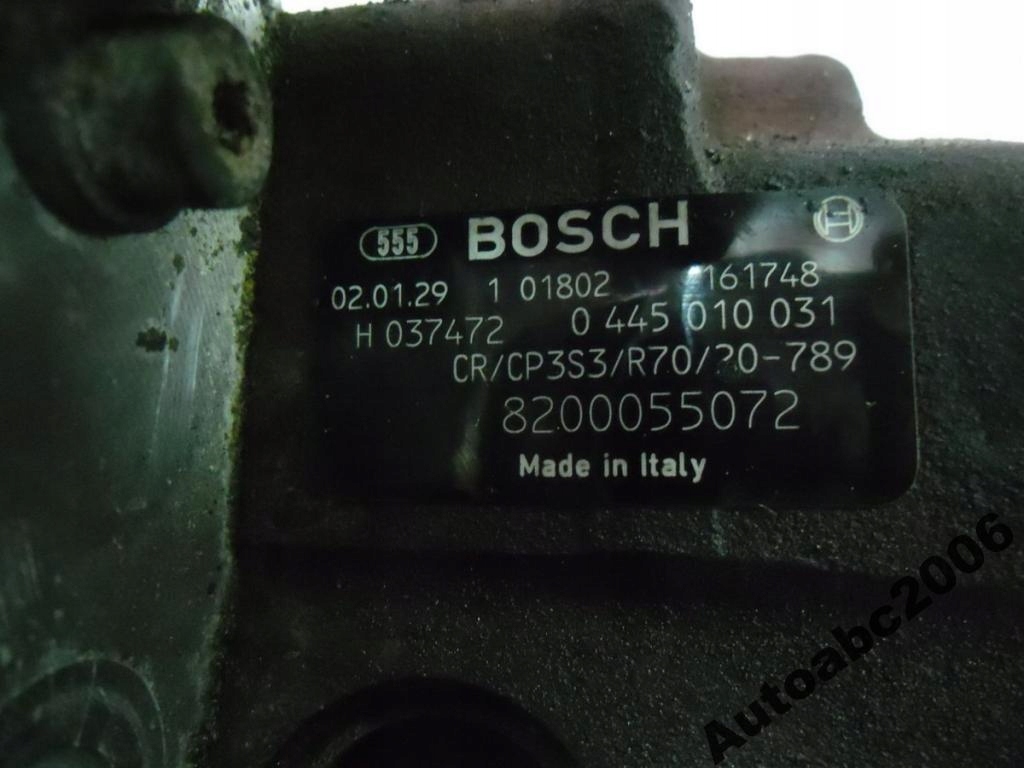 555 BOSCH
02.01.29 1 01802 161748
H 037472 0 445 010 031
CR/CP3S3/R70/20-789
8200055072
Made in Italy
Autoabc2006